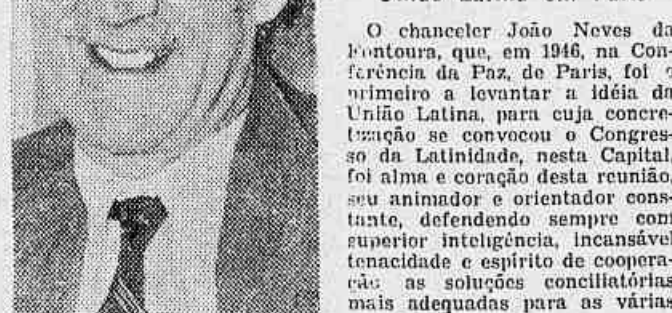 O chanceler João Neves da
Fontoura, que, em 1946, na Con-
ferência da Paz, de Paris, foi o
primeiro a levantar a idéia da
União Latina, para cuja concre-
tização se convocou o Congres-
so da Latinidade, nesta Capital,
foi alma e coração desta reunião,
seu animador e orientador cons-
tante, defendendo sempre com
superior inteligência, incansável
tenacidade e espírito de coopera-
ção as soluções conciliatórias
mais adequadas para as várias